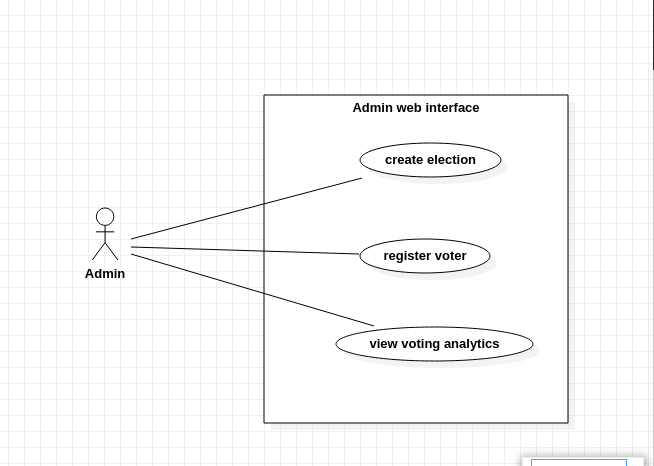 Admin web interface
create election
register voter
Admin
view voting analytics